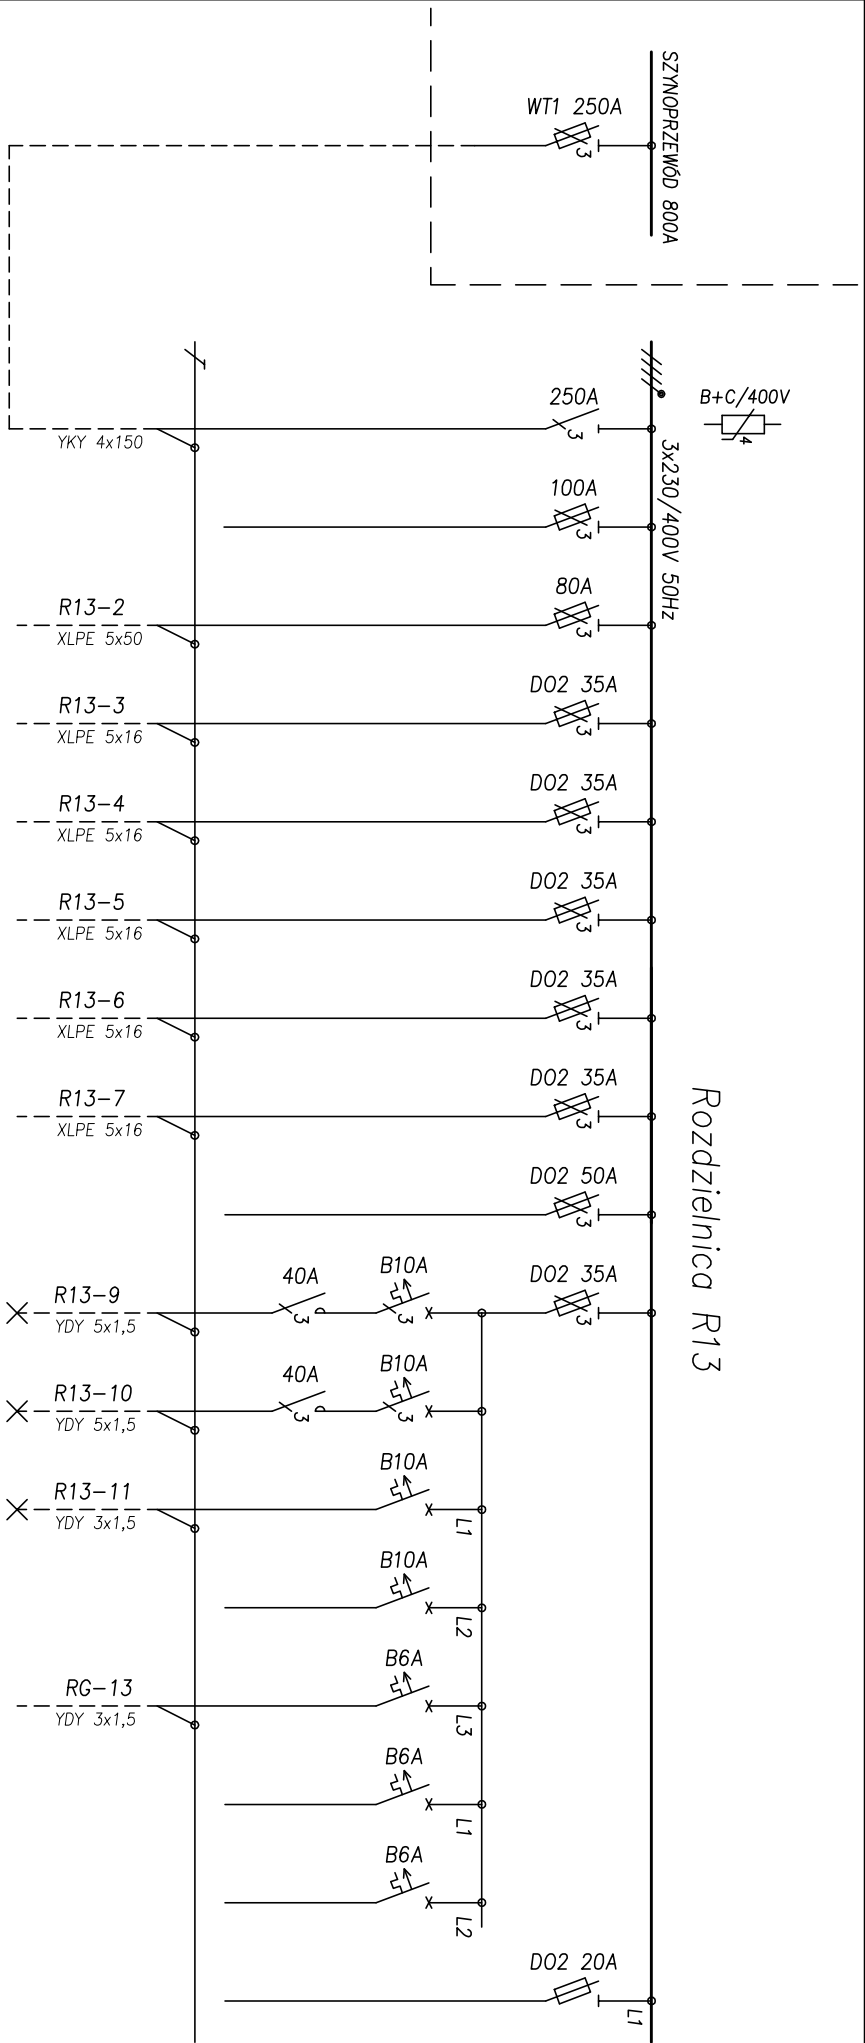 WT1 250A
3
SZYNOPRZEWÓD 800A
B+C/400V
4
250A
3
YKY 4x150
3x230/400V 50Hz
100A
3
80A
3
R13-2
XLPE 5x50
DO2 35A
3
R13-3
XLPE 5x16
DO2 35A
3
R13-4
XLPE 5x16
DO2 35A
3
R13-5
XLPE 5x16
DO2 35A
3
R13-6
XLPE 5x16
DO2 35A
3
R13-7
XLPE 5x16
Rozdzielnica R13
DO2 50A
3
DO2 35A
3
B10A
3
40A
3
R13-9
YDY 5x1,5
B10A
3
40A
3
R13-10
YDY 5x1,5
B10A
L1
R13-11
YDY 3x1,5
B10A
L2
B6A
L3
RG-13
YDY 3x1,5
B6A
L1
B6A
L2
DO2 20A
L1